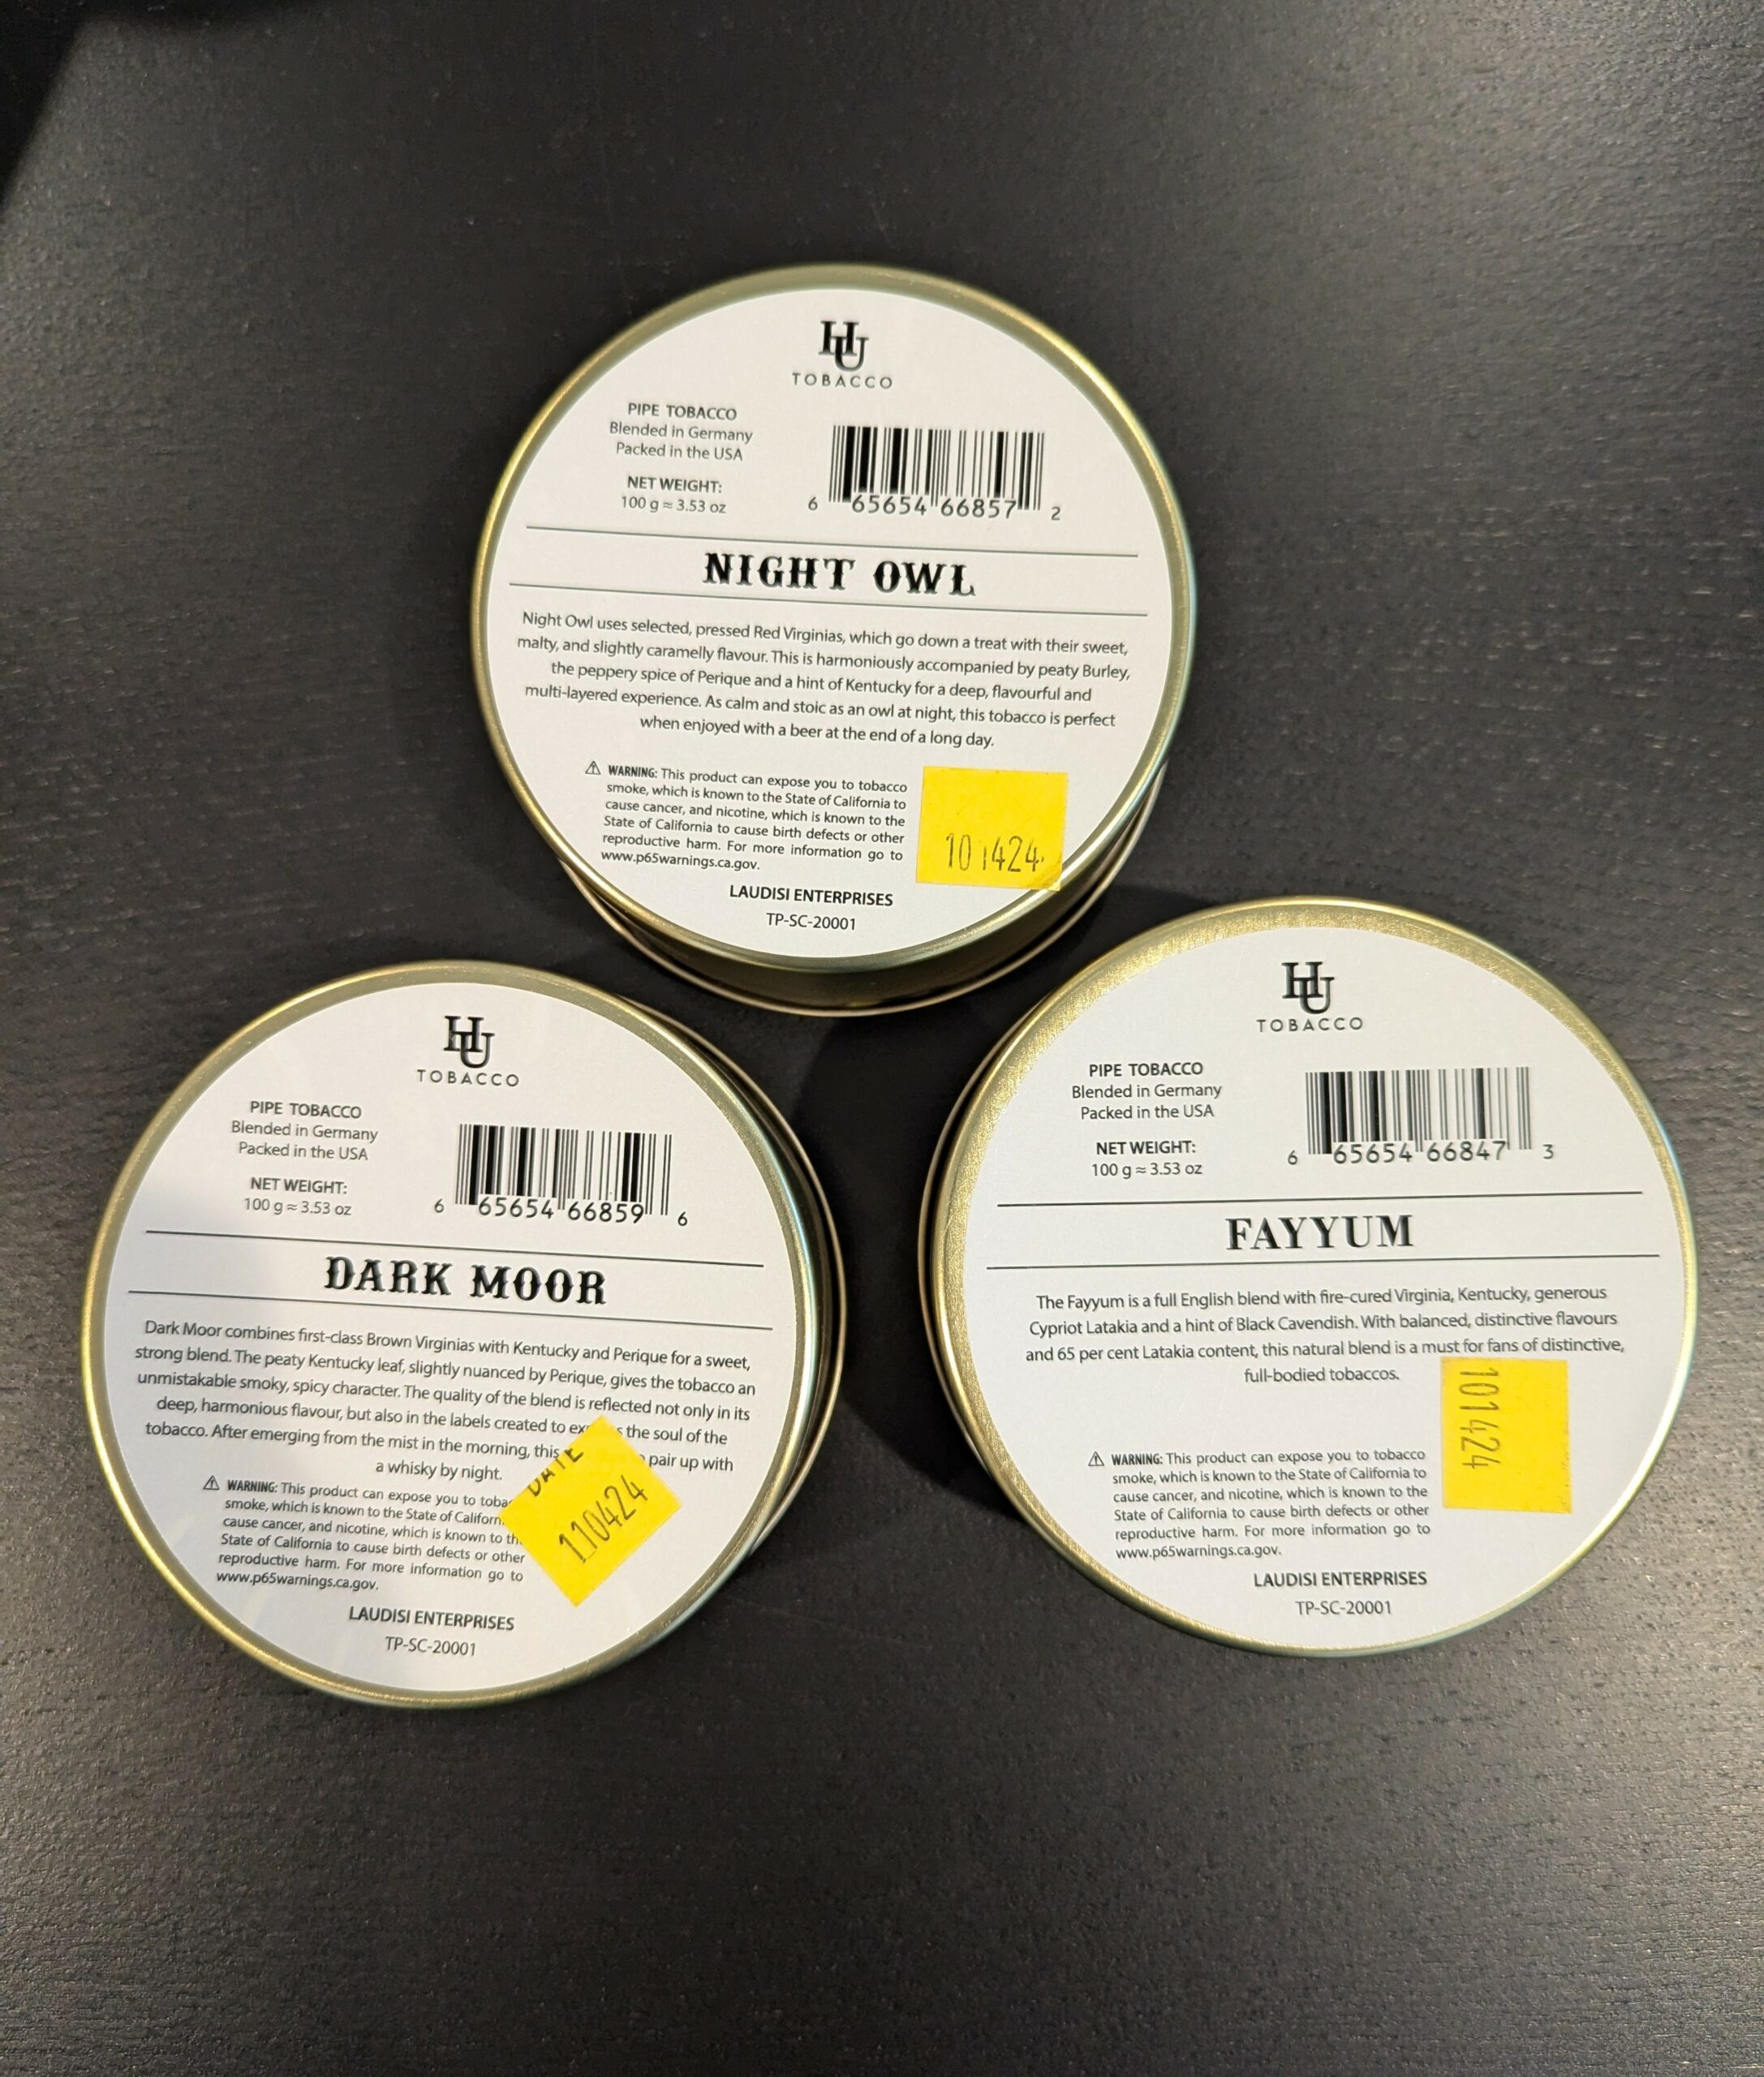 HU
TOBACCO
PIPE TOBACCO
Blended in Germany
Packed in the USA
NET WEIGHT:
100 g ≈ 3.53 oz
6 65654 66857 2
NIGHT OWL
Night Owl uses selected, pressed Red Virginias, which go down a treat with their sweet,
malty, and slightly caramelly flavour. This is harmoniously accompanied by peaty Burley,
the peppery spice of Perique and a hint of Kentucky for a deep, flavourful and
multi-layered experience. As calm and stoic as an owl at night, this tobacco is perfect
when enjoyed with a beer at the end of a long day.
⚠ WARNING: This product can expose you to tobacco
smoke, which is known to the State of California to
cause cancer, and nicotine, which is known to the
State of California to cause birth defects or other
reproductive harm. For more information go to
www.p65warnings.ca.gov.
101424
LAUDISI ENTERPRISES
TP-SC-20001
HU
TOBACCO
PIPE TOBACCO
Blended in Germany
Packed in the USA
NET WEIGHT:
100 g ≈ 3.53 oz
6 65654 66859 6
DARK MOOR
Dark Moor combines first-class Brown Virginias with Kentucky and Perique for a sweet,
strong blend. The peaty Kentucky leaf, slightly nuanced by Perique, gives the tobacco an
unmistakable smoky, spicy character. The quality of the blend is reflected not only in its
deep, harmonious flavour, but also in the labels created to the soul of the
tobacco. After emerging from the mist in the morning, this pair up with
a whisky by night.
⚠ WARNING: This product can expose you to
smoke, which is known to the State of
cause cancer, and nicotine, which is known to
State of California to cause birth defects or other
reproductive harm. For more information go to
www.p65warnings.ca.gov.
DATE
110424
LAUDISI ENTERPRISES
TP-SC-20001
HU
TOBACCO
PIPE TOBACCO
Blended in Germany
Packed in the USA
NET WEIGHT:
100 g ≈ 3.53 oz
6 65654 66847 3
FAYYUM
The Fayyum is a full English blend with fire-cured Virginia, Kentucky, generous
Cypriot Latakia and a hint of Black Cavendish. With balanced, distinctive flavours
and 65 per cent Latakia content, this natural blend is a must for fans of distinctive,
full-bodied tobaccos.
101424
⚠ WARNING: This product can expose you to tobacco
smoke, which is known to the State of California to
cause cancer, and nicotine, which is known to the
State of California to cause birth defects or other
reproductive harm. For more information go to
www.p65warnings.ca.gov.
LAUDISI ENTERPRISES
TP-SC-20001